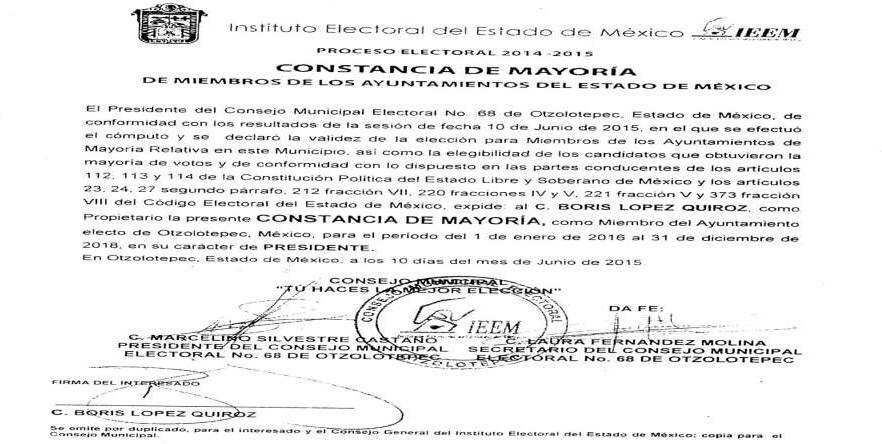 Instituto Electoral del Estado de México IEEM
PROCESO ELECTORAL 2014-2015
CONSTANCIA DE MAYORÍA
DE MIEMBROS DE LOS AYUNTAMIENTOS DEL ESTADO DE MÉXICO
El Presidente del Consejo Municipal Electoral No. 68 de Otzolotepec, Estado de México, de
conformidad con los resultados de la sesión de fecha 10 de Junio de 2015, en el que se efectuó
el cómputo y se declaró la validez de la elección para Miembros de los Ayuntamientos de
Mayoría Relativa en este Municipio, así como la elegibilidad de los candidatos que obtuvieron la
mayoría de votos y de conformidad con lo dispuesto en las partes conducentes de los artículos
112, 113 y 114 de la Constitución Política del Estado Libre y Soberano de México y los artículos
23, 24, 27 segundo párrafo, 212 fracción VII, 220 fracciones IV y V, 221 fracción V y 373 fracción
VIII del Código Electoral del Estado de México, expide: al C. BORIS LOPEZ QUIROZ, como
Propietario la presente CONSTANCIA DE MAYORÍA, como Miembro del Ayuntamiento
electo de Otzolotepec, México, para el período del 1 de enero de 2016 al 31 de diciembre de
2018, en su carácter de PRESIDENTE.
En Otzolotepec, Estado de México, a los 10 días del mes de Junio de 2015.
CONSEJO MUNICIPAL
"TÚ HACES LA MEJOR ELECCIÓN"
DA FE:
IEEM
C. MARCELINO SILVESTRE CASTAÑO
PRESIDENTE DEL CONSEJO MUNICIPAL
ELECTORAL No. 68 DE OTZOLOTEPEC
C. LAURA FERNANDEZ MOLINA
SECRETARIO DEL CONSEJO MUNICIPAL
ELECTORAL No. 68 DE OTZOLOTEPEC
FIRMA DEL INTERESADO
C. BORIS LOPEZ QUIROZ
Se emite por duplicado, para el interesado y el Consejo General del Instituto Electoral del Estado de México; copia para el
Consejo Municipal.